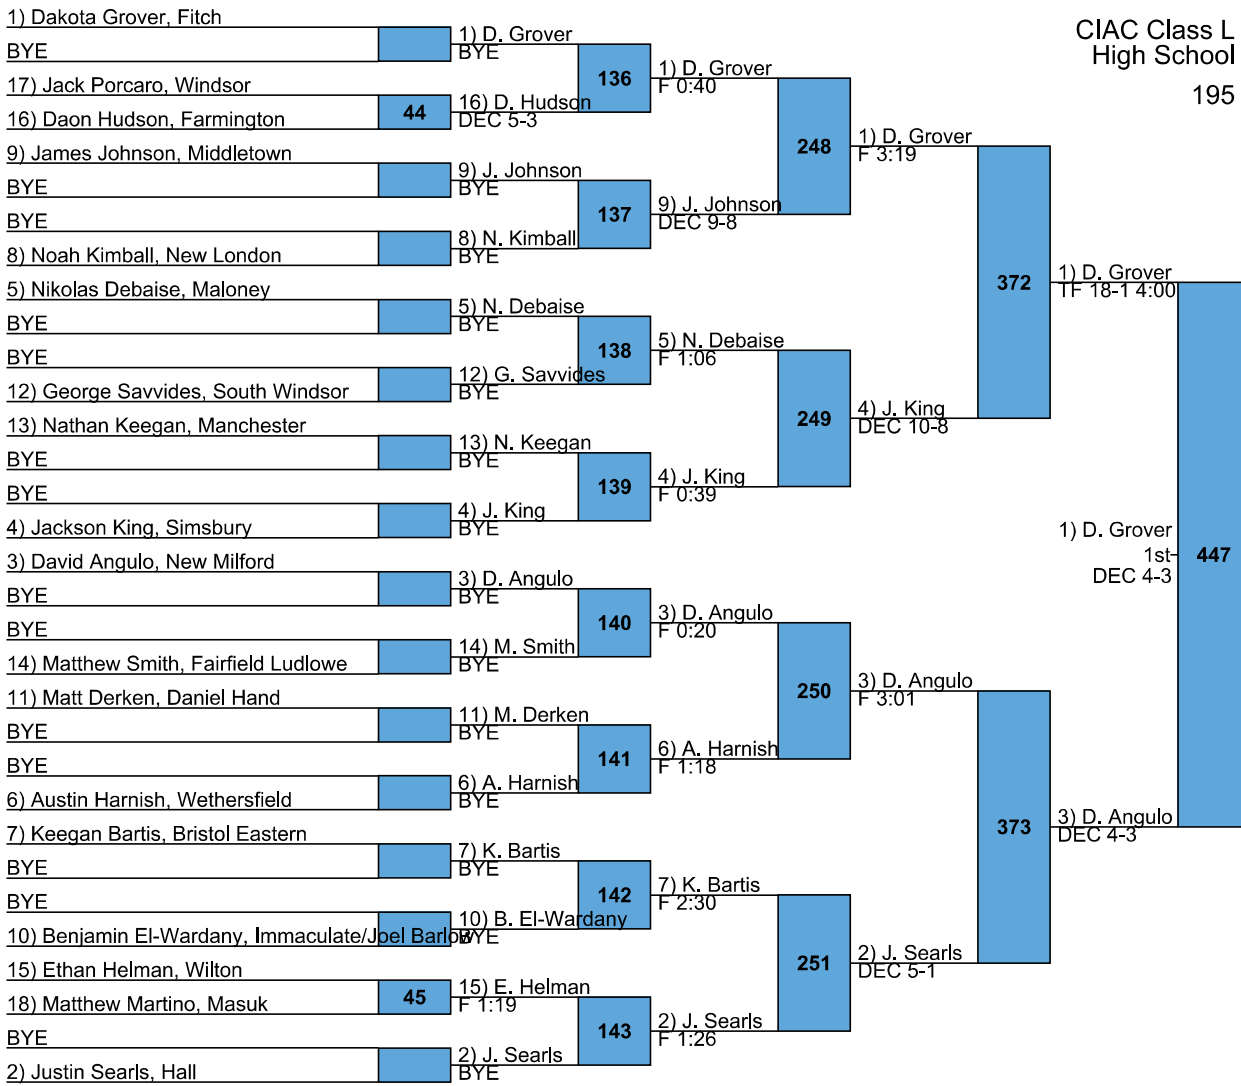 CIAC Class L
High School
195
1) Dakota Grover, Fitch
BYE
17) Jack Porcaro, Windsor
16) Daon Hudson, Farmington
9) James Johnson, Middletown
BYE
BYE
8) Noah Kimball, New London
5) Nikolas Debaise, Maloney
BYE
BYE
12) George Savvides, South Windsor
13) Nathan Keegan, Manchester
BYE
BYE
4) Jackson King, Simsbury
3) David Angulo, New Milford
BYE
BYE
14) Matthew Smith, Fairfield Ludlowe
11) Matt Derken, Daniel Hand
BYE
BYE
6) Austin Harnish, Wethersfield
7) Keegan Bartis, Bristol Eastern
BYE
BYE
10) Benjamin El-Wardany, Immaculate/Joel Barlow
15) Ethan Helman, Wilton
18) Matthew Martino, Masuk
BYE
2) Justin Searls, Hall
44
45
1) D. Grover
BYE
16) D. Hudson
DEC 5-3
9) J. Johnson
BYE
8) N. Kimball
BYE
5) N. Debaise
BYE
12) G. Savvides
BYE
13) N. Keegan
BYE
4) J. King
BYE
3) D. Angulo
BYE
14) M. Smith
BYE
11) M. Derken
BYE
6) A. Harnish
BYE
7) K. Bartis
BYE
10) B. El-Wardany
BYE
15) E. Helman
F 1:19
2) J. Searls
BYE
136
137
138
139
140
141
142
143
1) D. Grover
F 0:40
9) J. Johnson
DEC 9-8
5) N. Debaise
F 1:06
4) J. King
F 0:39
3) D. Angulo
F 0:20
6) A. Harnish
F 1:18
7) K. Bartis
F 2:30
2) J. Searls
F 1:26
248
249
250
251
1) D. Grover
F 3:19
4) J. King
DEC 10-8
3) D. Angulo
F 3:01
2) J. Searls
DEC 5-1
372
373
1) D. Grover
TF 18-1 4:00
3) D. Angulo
DEC 4-3
447
1) D. Grover
1st
DEC 4-3